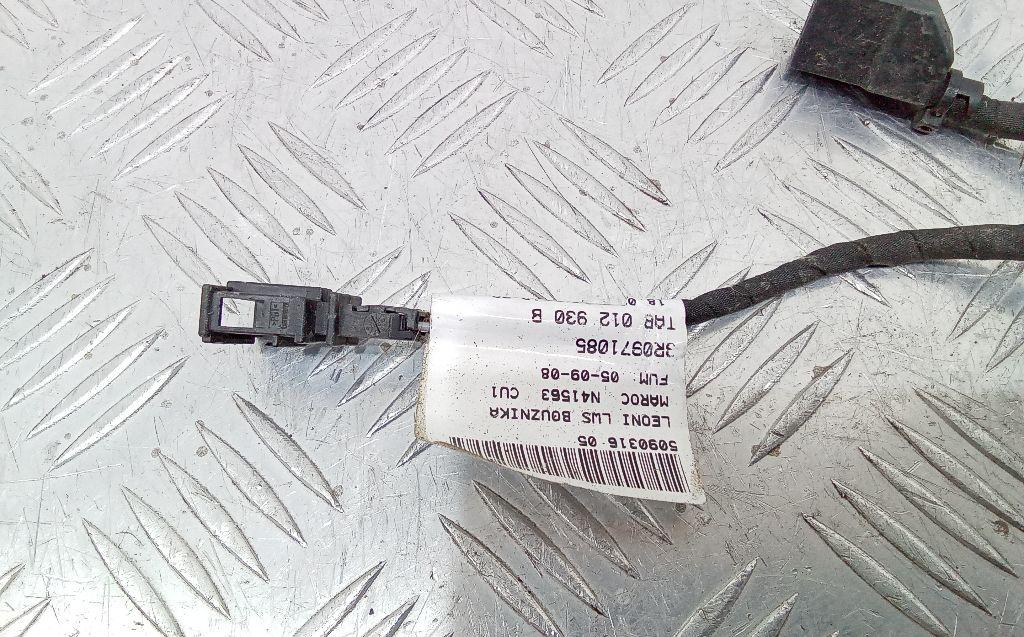 5090316 05
LEONI LWS BOUZNIKA
MAROC N41563 CU1
FUM 05-09-08
3R0971085
TAB 012 930 B